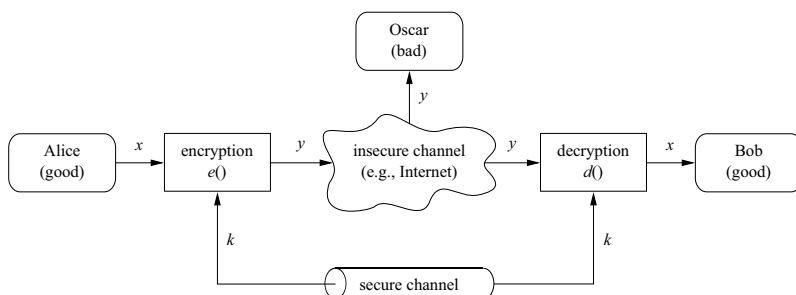 Oscar
(bad)
y
Alice
(good)
x
encryption
e()
y
insecure channel
(e.g., Internet)
y
decryption
d()
x
Bob
(good)
k
k
secure channel